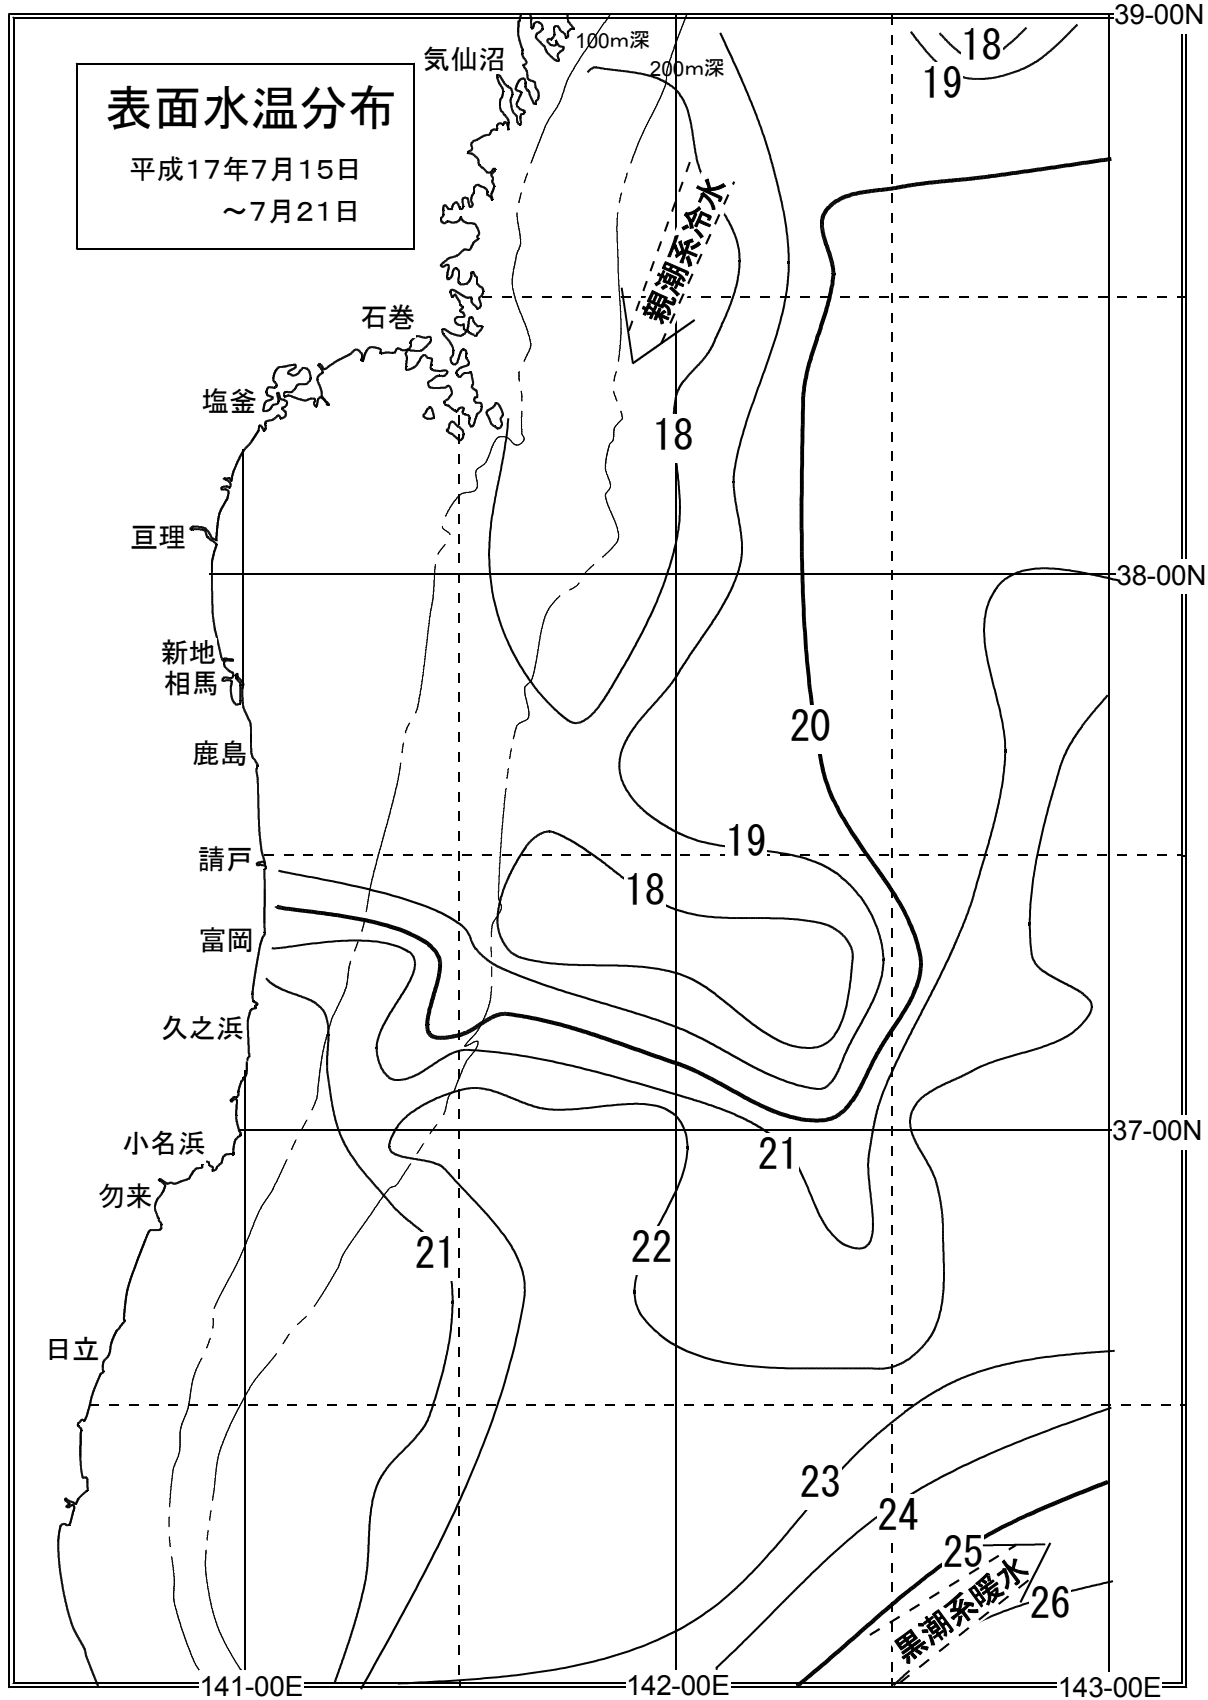 39-00N
18
19
100m深
200m深
気仙沼
表面水温分布
平成17年7月15日
～7月21日
親潮系冷水
石巻
塩釜
18
亘理
38-00N
新地
相馬
20
鹿島
19
請戸
18
富岡
久之浜
37-00N
小名浜
21
勿来
22
21
日立
23
24
25
26
黒潮系暖水
141-00E
142-00E
143-00E